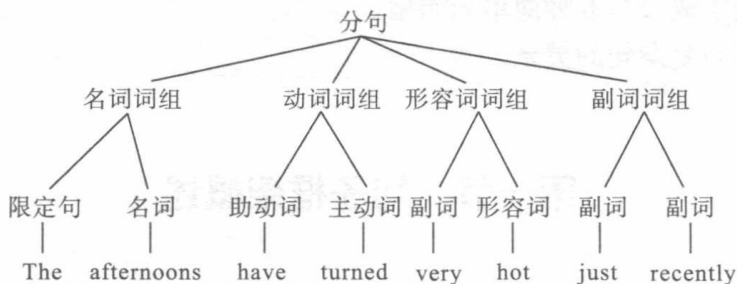 分句
名词词组 动词词组 形容词词组 副词词组
限定句 名词 助动词 主动词 副词 形容词 副词 副词
The afternoons have turned very hot just recently